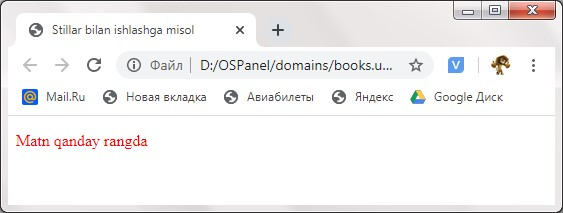 Stillar bilan ishlashga misol
Файл D:/OSPanel/domains/books.u...
Mail.Ru Новая вкладка Авиабилеты Яндекс Google Диск
Matn qanday rangda